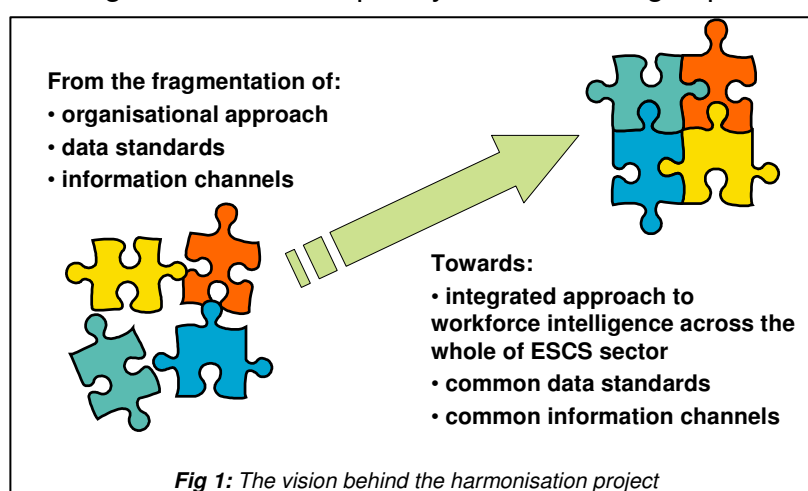 From the fragmentation of:
• organisational approach
• data standards
• information channels
Towards:
• integrated approach to
workforce intelligence across the
whole of ESCS sector
• common data standards
• common information channels
Fig 1: The vision behind the harmonisation project